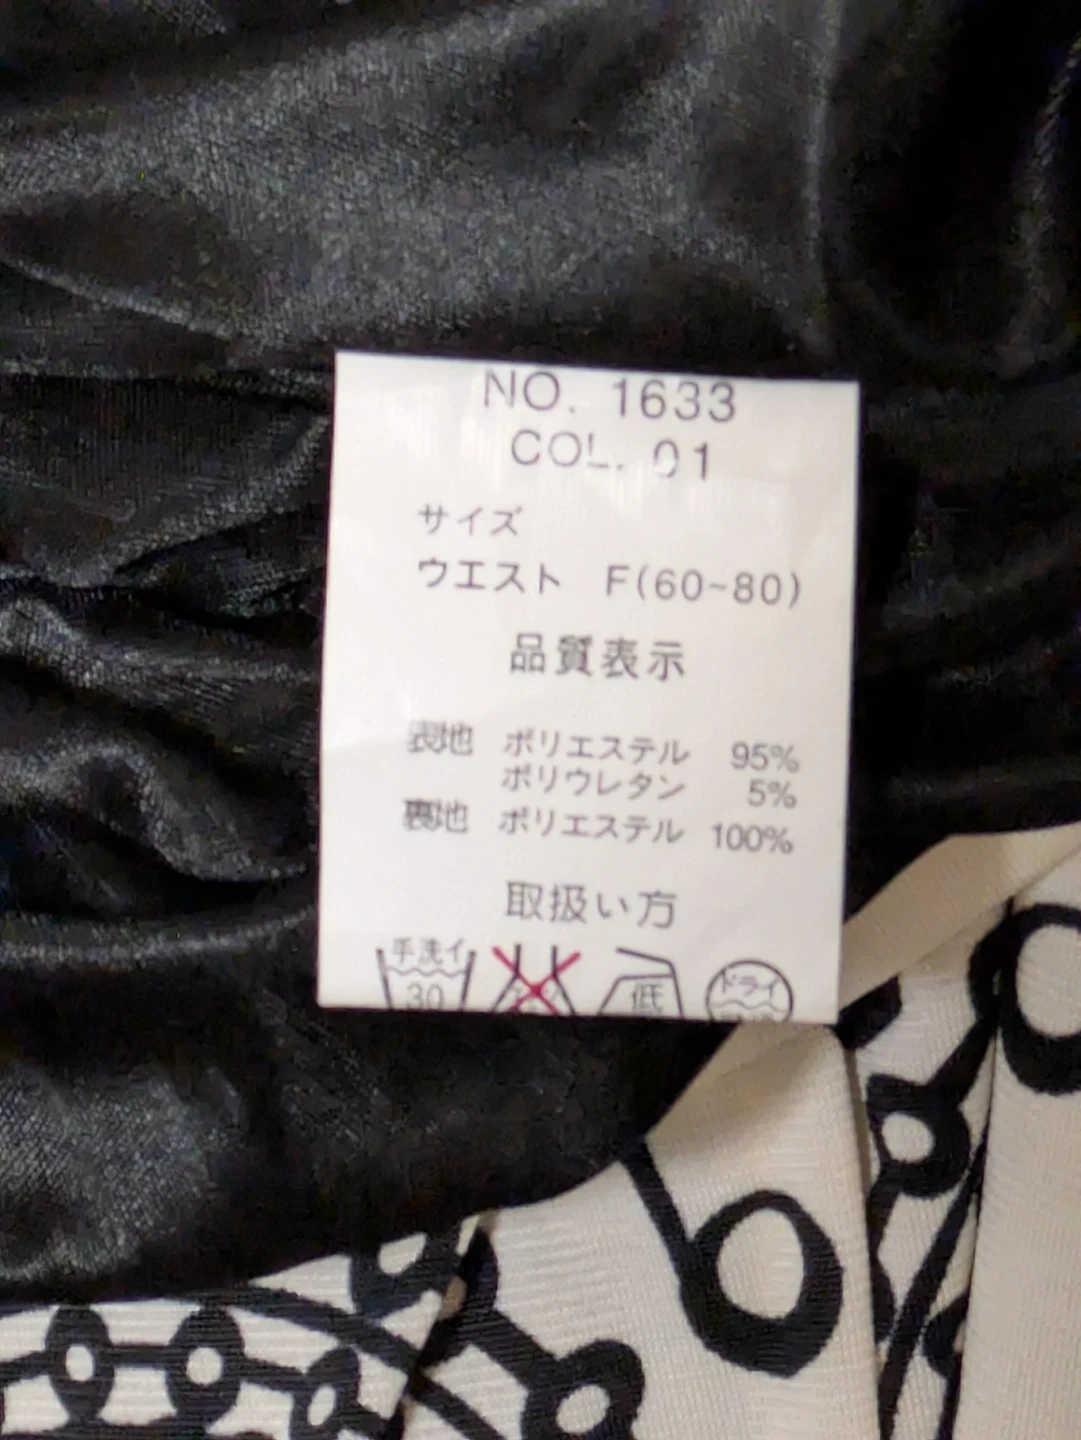 NO. 1633
COL. 01
サイズ
ウエスト F(60~80)
品質表示
表地 ポリエステル 95%
ポリウレタン 5%
裏地 ポリエステル 100%
取扱い方
手洗イ 30 低 ドライ